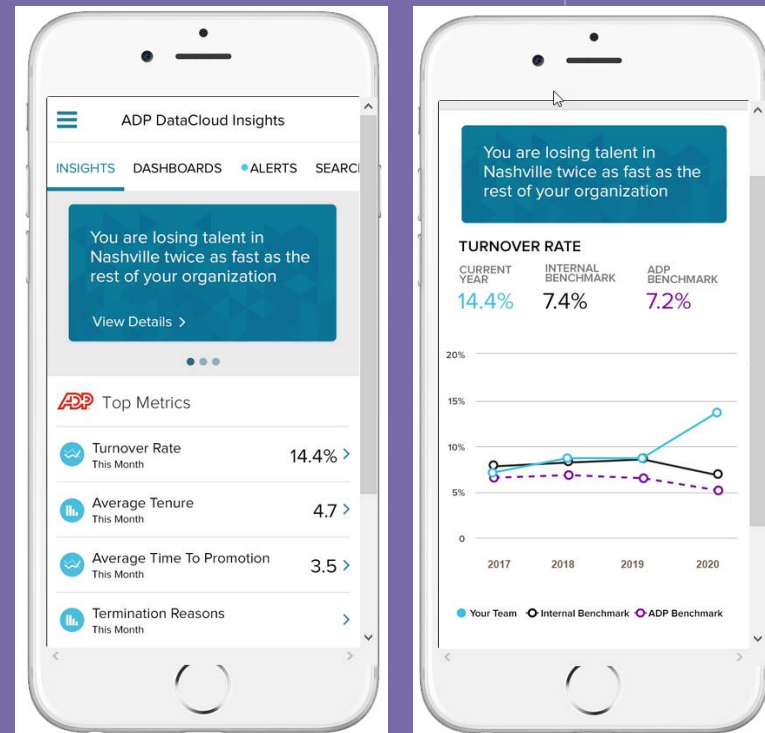 ADP DataCloud Insights
INSIGHTS DASHBOARDS ALERTS SEARC
You are losing talent in
Nashville twice as fast as the
rest of your organization
View Details >
ADP Top Metrics
Turnover Rate
This Month
14.4% >
Average Tenure
This Month
4.7 >
Average Time To Promotion
This Month
3.5 >
Termination Reasons
This Month
>
You are losing talent in
Nashville twice as fast as the
rest of your organization
TURNOVER RATE
CURRENT YEAR
14.4%
INTERNAL BENCHMARK
7.4%
ADP BENCHMARK
7.2%
20%
15%
10%
5%
0
2017 2018 2019 2020
Your Team Internal Benchmark ADP Benchmark